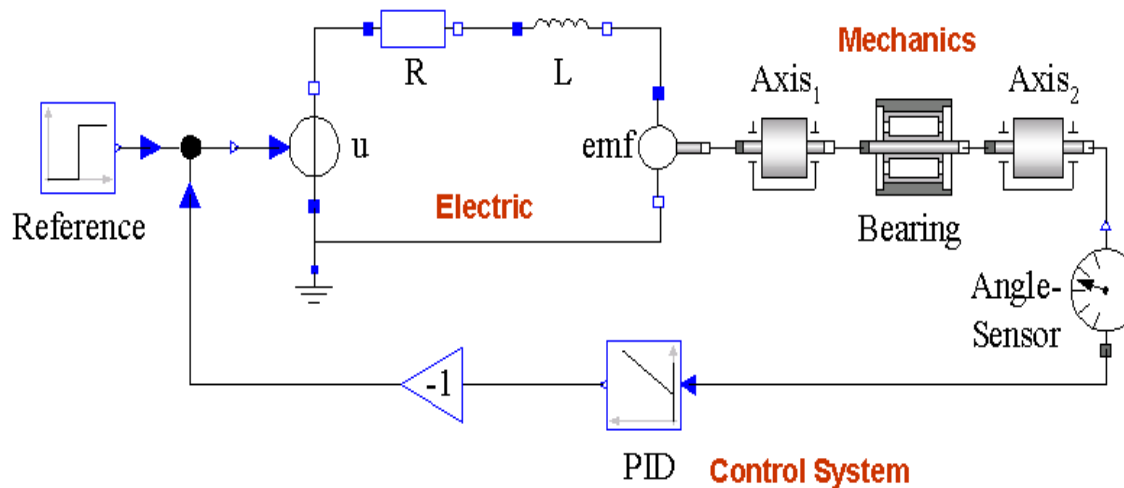 Mechanics
R
L
Axis1
Axis2
u
emf
Reference
Electric
Bearing
Angle-
Sensor
-1
PID
Control System